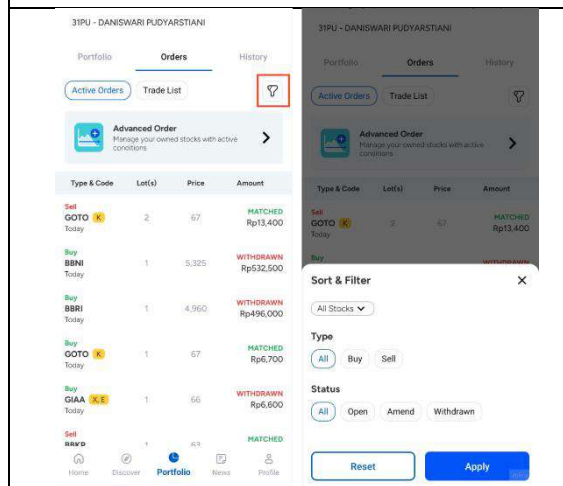 31PU - DANISWARI PUDYARSTIANI
Portfolio Orders History
Active Orders Trade List
Advanced Order
Manage your owned stocks with active
conditions
Type & Code Lot(s) Price Amount
Sell
GOTO K 2 67 MATCHED
Today Rp13,400
Buy
BBNI 1 5,325 WITHDRAWN
Today Rp532,500
Buy
BBRI 1 4,960 WITHDRAWN
Today Rp496,000
Buy
GOTO K 1 67 MATCHED
Today Rp6,700
Buy
GIAA X, E 1 66 WITHDRAWN
Today Rp6,600
Sell
BBKP 1 63 MATCHED
Home Discover Portfolio News Profile
31PU - DANISWARI PUDYARSTIANI
Portfolio Orders History
Active Orders Trade List
Advanced Order
Manage your owned stocks with active
conditions
Type & Code Lot(s) Price Amount
Sell
GOTO K 2 67 MATCHED
Today Rp13,400
Buy
WITHDRAWN
Sort & Filter
All Stocks
Type
All Buy Sell
Status
All Open Amend Withdrawn
Reset Apply